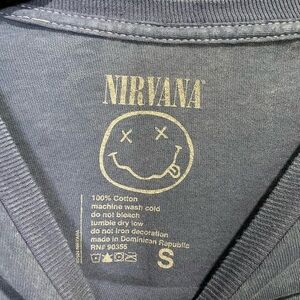 NIRVANA
100% Cotton
machine wash cold
do not bleach
tumble dry low
do not iron decoration
made in Dominican Republic
RN# 90355
S